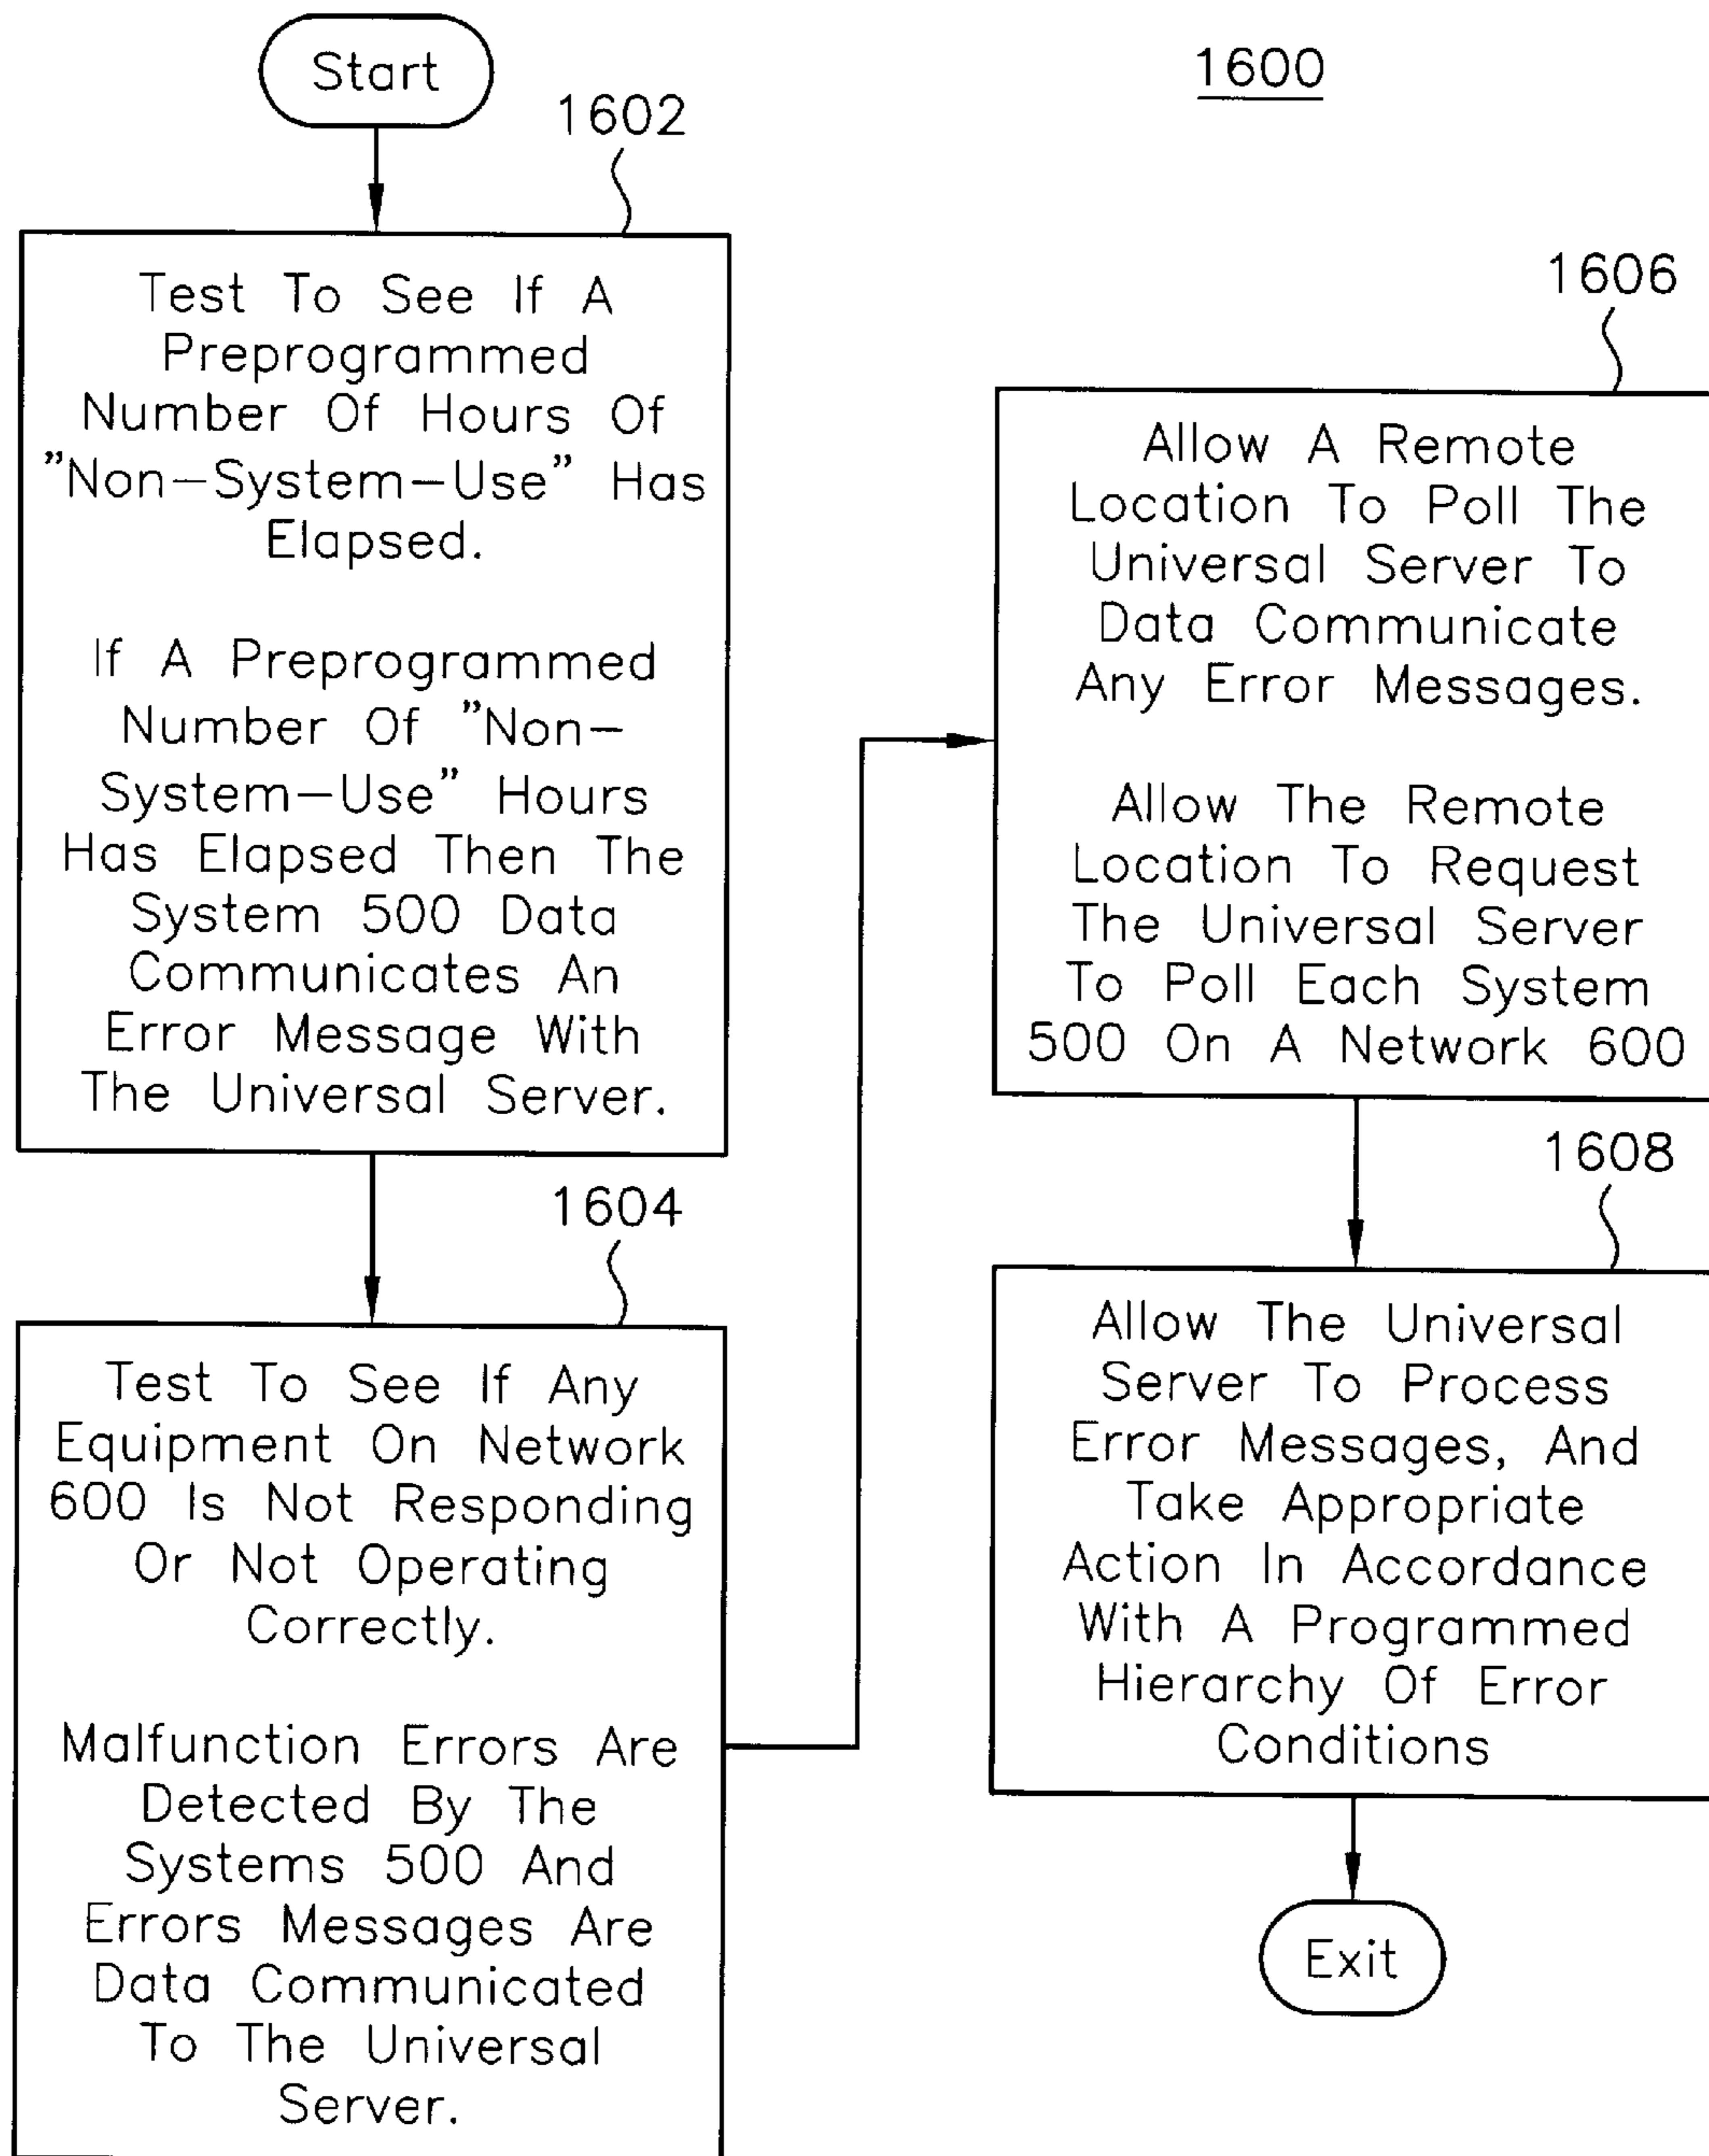 Start
1600
1602
Test To See If A
Preprogrammed
Number Of Hours Of
"Non-System-Use" Has
Elapsed.
If A Preprogrammed
Number Of "Non-
System-Use" Hours
Has Elapsed Then The
System 500 Data
Communicates An
Error Message With
The Universal Server.
1604
Test To See If Any
Equipment On Network
600 Is Not Responding
Or Not Operating
Correctly.
Malfunction Errors Are
Detected By The
Systems 500 And
Errors Messages Are
Data Communicated
To The Universal
Server.
1606
Allow A Remote
Location To Poll The
Universal Server To
Data Communicate
Any Error Messages.
Allow The Remote
Location To Request
The Universal Server
To Poll Each System
500 On A Network 600
1608
Allow The Universal
Server To Process
Error Messages, And
Take Appropriate
Action In Accordance
With A Programmed
Hierarchy Of Error
Conditions
Exit